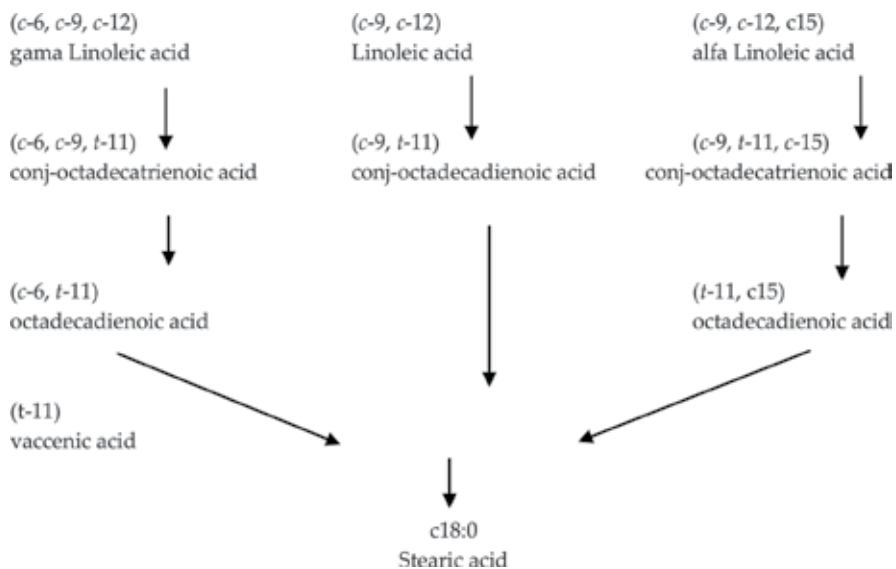 (c-6, c-9, c-12)
gama Linoleic acid
(c-9, c-12)
Linoleic acid
(c-9, c-12, c15)
alfa Linoleic acid
(c-6, c-9, t-11)
conj-octadecatrienoic acid
(c-9, t-11)
conj-octadecadienoic acid
(c-9, t-11, c-15)
conj-octadecatrienoic acid
(c-6, t-11)
octadecadienoic acid
(t-11, c15)
octadecadienoic acid
(t-11)
vaccenic acid
c18:0
Stearic acid